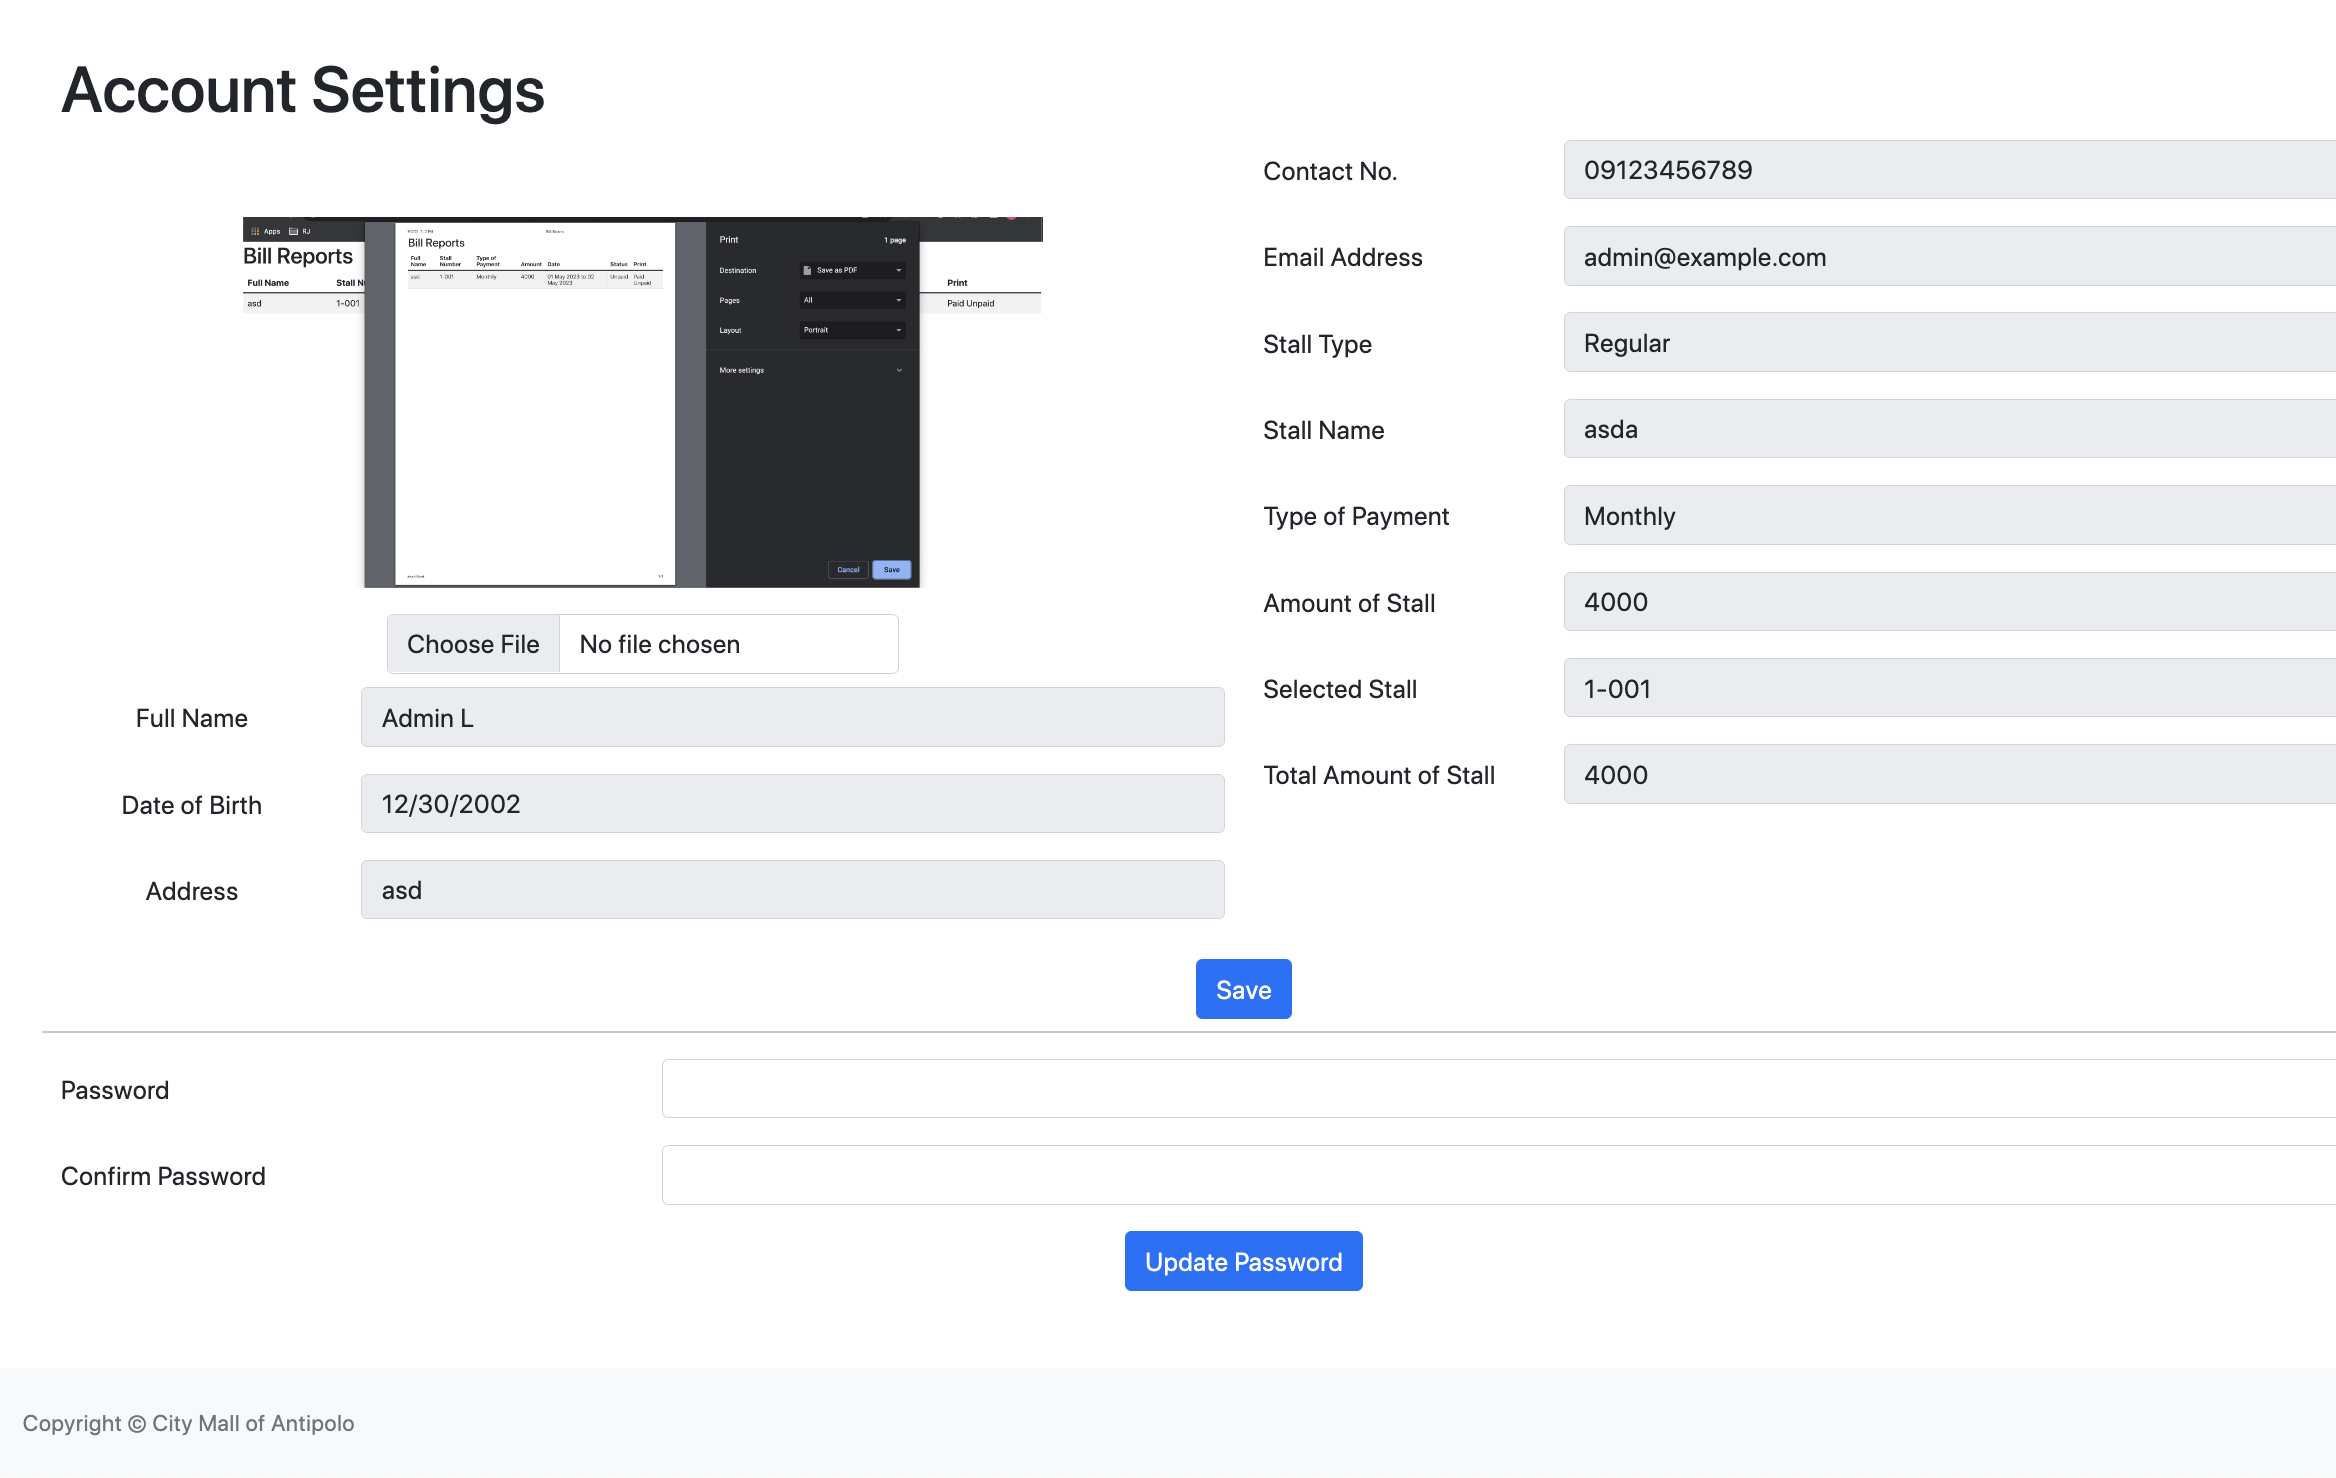 Account Settings
Apps RJ
Bill Reports
Full Name Stall N Print
asd 1-001 Paid Unpaid
Bill Reports
Bill Reports
Full Name Stall Number Type of Payment Amount Date Status Print
asd 1-001 Monthly 4000 01 May 2023 to 02 May 2023 Unpaid Paid Unpaid
1/1
Print 1 page
Destination Save as PDF
Pages All
Layout Portrait
More settings
Cancel Save
Choose File No file chosen
Full Name Admin L
Date of Birth 12/30/2002
Address asd
Contact No. 09123456789
Email Address admin@example.com
Stall Type Regular
Stall Name asda
Type of Payment Monthly
Amount of Stall 4000
Selected Stall 1-001
Total Amount of Stall 4000
Save
Password
Confirm Password
Update Password
Copyright © City Mall of Antipolo